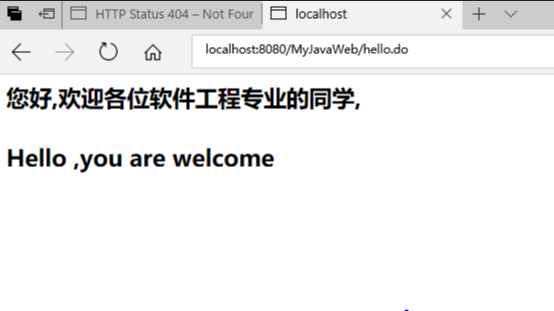 HTTP Status 404 – Not Four
localhost
localhost:8080/MyJavaWeb/hello.do
您好,欢迎各位软件工程专业的同学,
Hello ,you are welcome